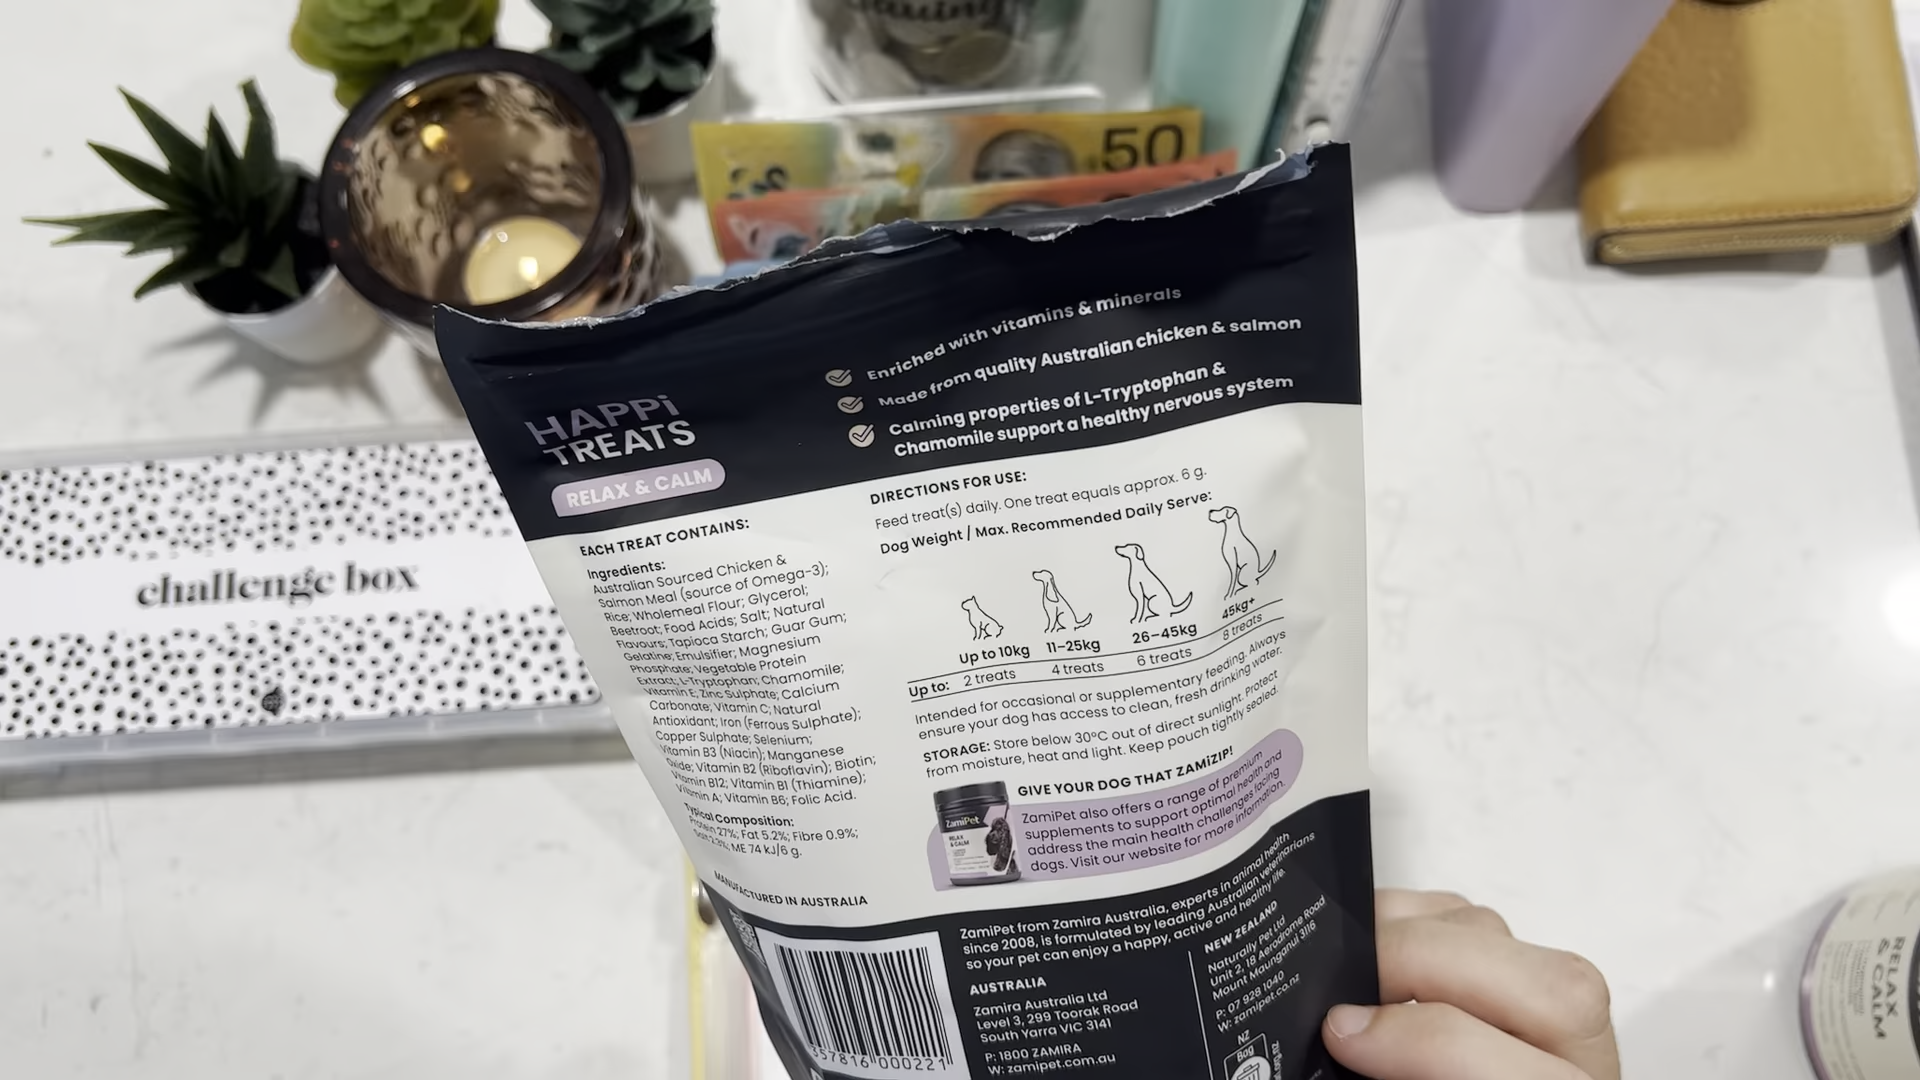 50
Enriched with vitamins & minerals
Made from quality Australian chicken & salmon
Calming properties of L-Tryptophan &
Chamomile support a healthy nervous system
HAPPi
TREATS
RELAX & CALM
EACH TREAT CONTAINS:
Ingredients:
Australian Sourced Chicken &
Salmon Meal (source of Omega-3);
Rice; Wholemeal Flour; Glycerol;
Beetroot; Food Acids; Salt; Natural
Flavours; Tapioca Starch; Guar Gum;
Gelatine; Emulsifier; Magnesium
Phosphate; Vegetable Protein
Extract; L-Tryptophan; Chamomile;
Vitamin E; Zinc Sulphate; Calcium
Carbonate; Vitamin C; Natural
Antioxidant; Iron (Ferrous Sulphate);
Copper Sulphate; Selenium;
Vitamin B3 (Niacin); Manganese
Oxide; Vitamin B2 (Riboflavin); Biotin;
Vitamin B12; Vitamin B1 (Thiamine);
Vitamin A; Vitamin B6; Folic Acid.
Typical Composition:
Protein 27%; Fat 5.2%; Fibre 0.9%;
ME 74 kJ/6 g.
MANUFACTURED IN AUSTRALIA
DIRECTIONS FOR USE:
Feed treat(s) daily. One treat equals approx. 6 g.
Dog Weight / Max. Recommended Daily Serve:
Up to 10kg 11–25kg 26–45kg 45kg+
Up to: 2 treats 4 treats 6 treats 8 treats
Intended for occasional or supplementary feeding. Always
ensure your dog has access to clean, fresh drinking water.
STORAGE: Store below 30°C out of direct sunlight. Protect
from moisture, heat and light. Keep pouch tightly sealed.
GIVE YOUR DOG THAT ZAMiZIP!
ZamiPet also offers a range of premium
supplements to support optimal health and
address the main health challenges facing
dogs. Visit our website for more information.
ZamiPet
RELAX
& CALM
ZamiPet from Zamira Australia, experts in animal health
since 2008, is formulated by leading Australian veterinarians
so your pet can enjoy a happy, active and healthy life.
AUSTRALIA
Zamira Australia Ltd
Level 3, 299 Toorak Road
South Yarra VIC 3141
P: 1800 ZAMIRA
W: zamipet.com.au
NEW ZEALAND
Naturally Pet Ltd
Unit 2, 18 Aerodrome Road
Mount Maunganui 3116
P: 07 928 1040
W: zamipet.co.nz
NZ
Bag
357816 000221
challenge box
RELAX
& CALM